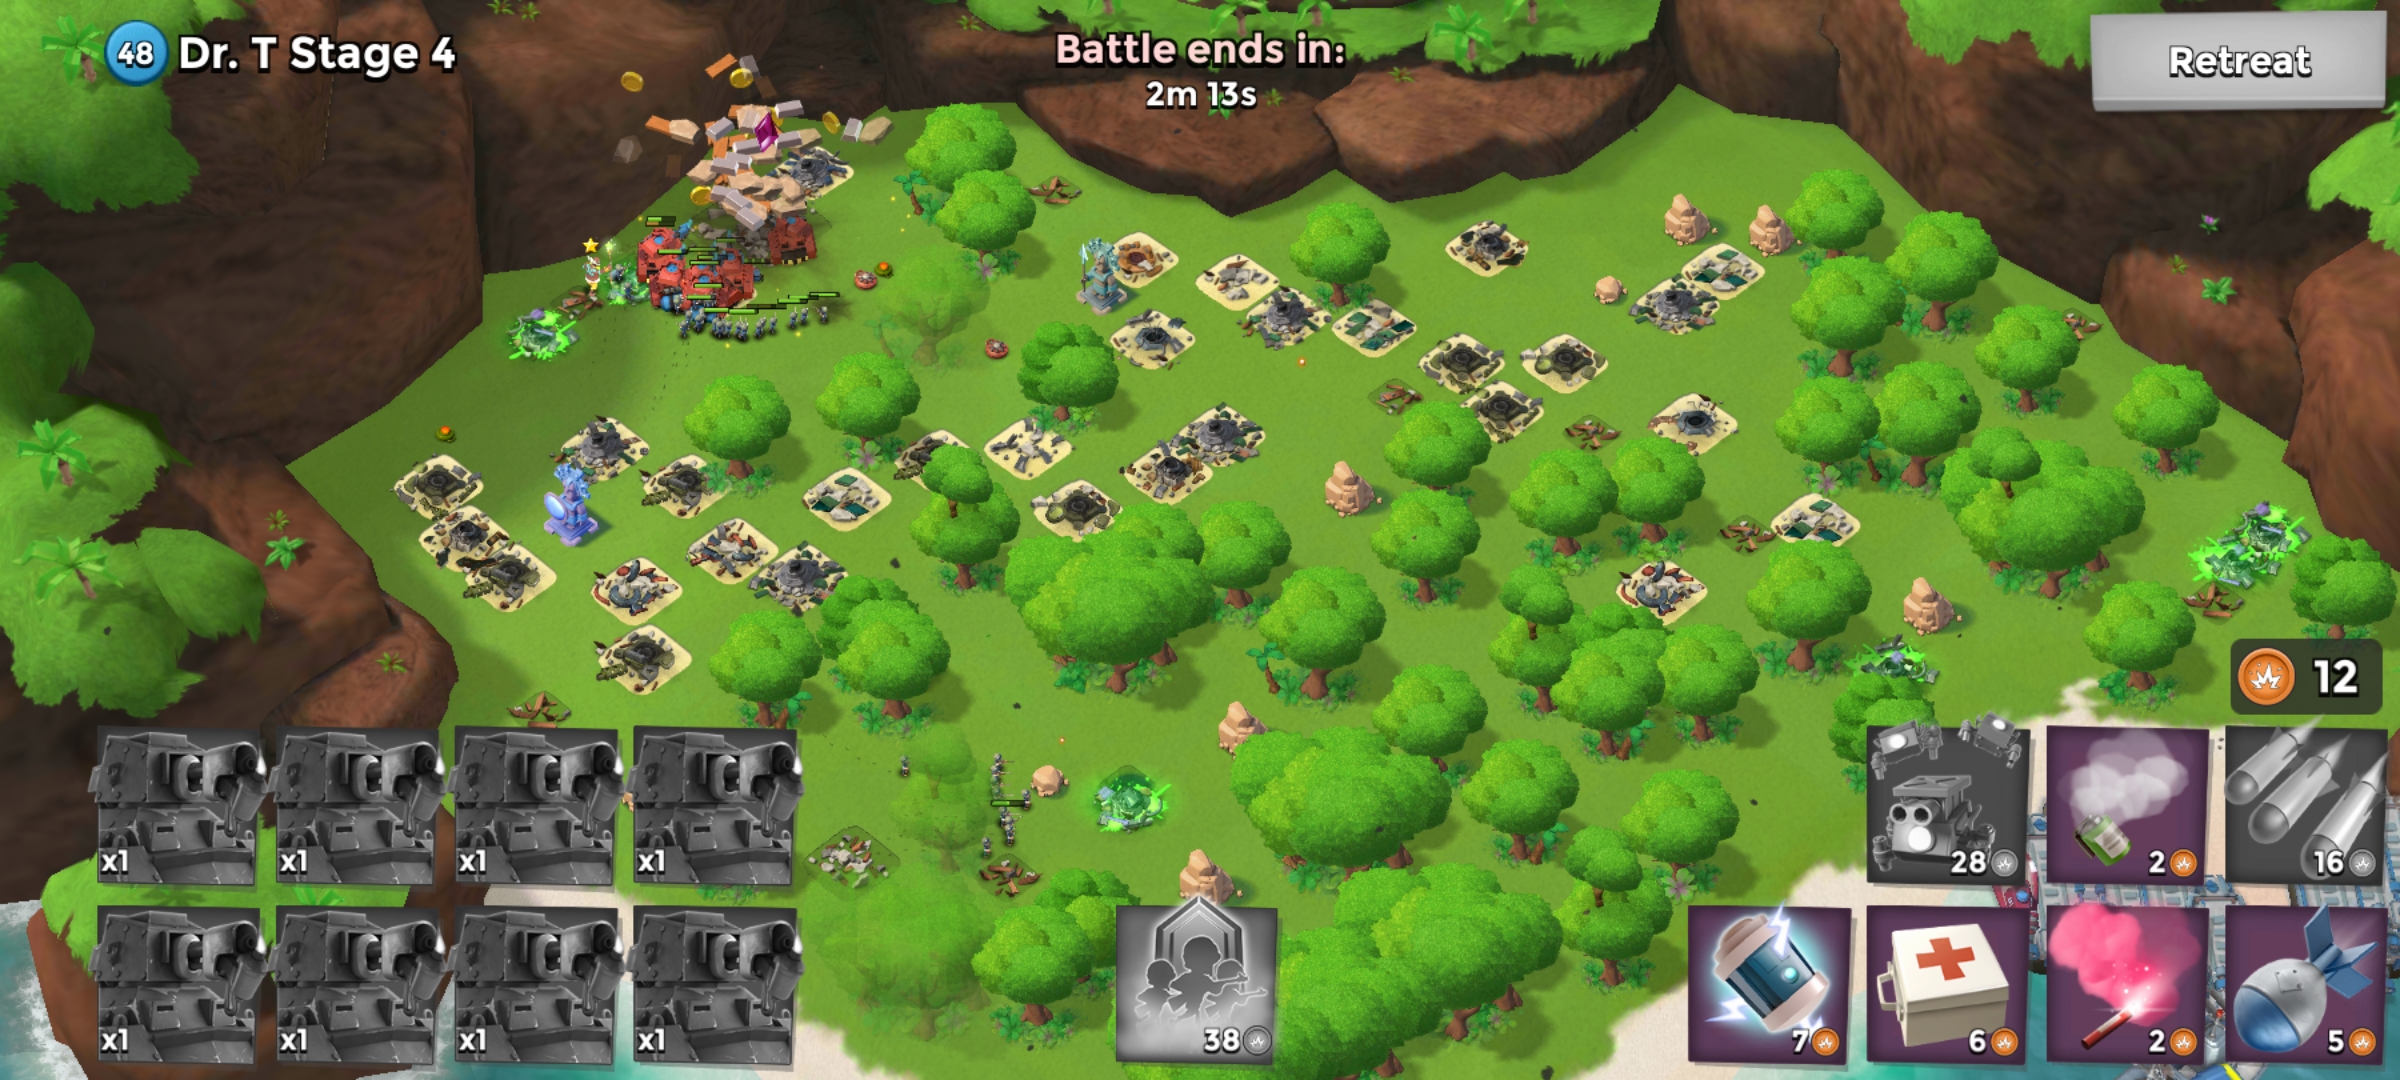 48 Dr. T Stage 4
Battle ends in:
2m 13s
Retreat
12
x1 x1 x1 x1
28 2 16
x1 x1 x1 x1
38
7 6 2 5